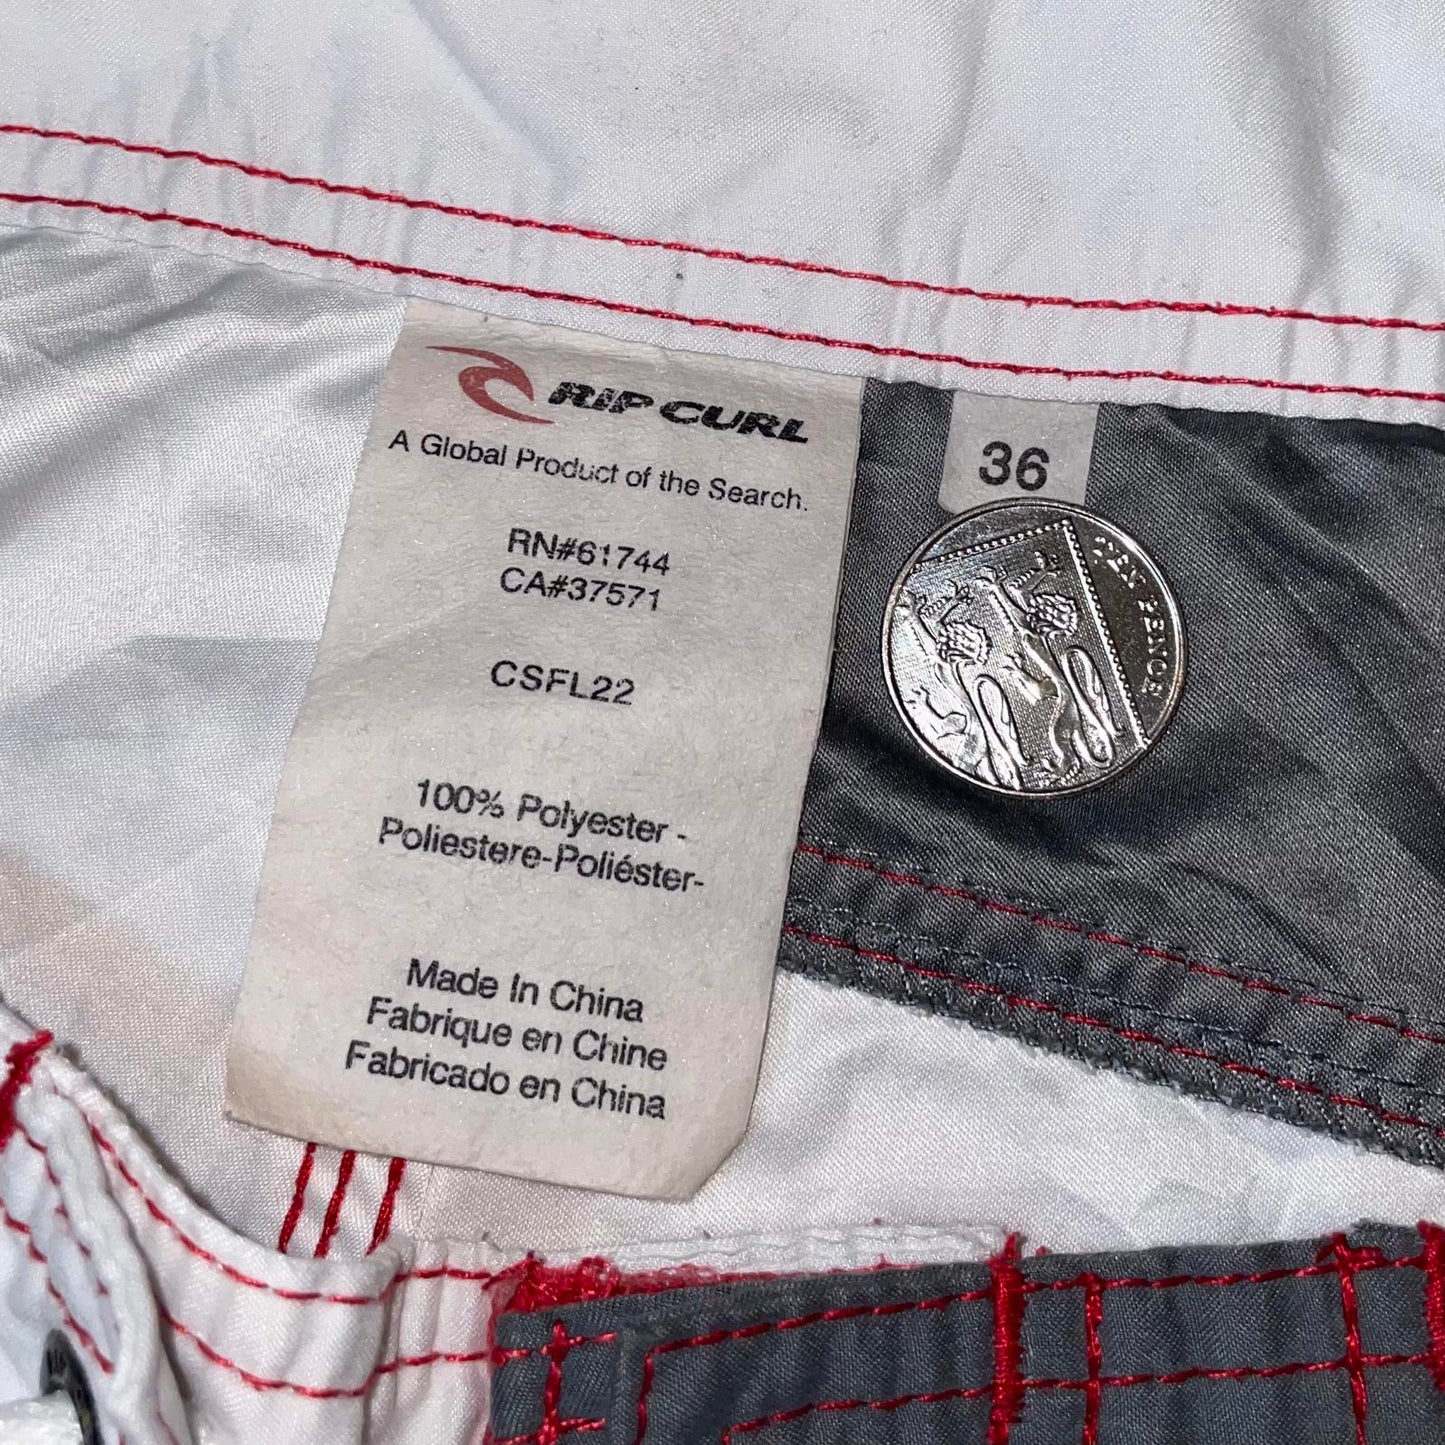 RIP CURL
A Global Product of the Search.
RN#61744
CA#37571
CSFL22
100% Polyester -
Poliestere-Poliéster-
Made In China
Fabrique en Chine
Fabricado en China
36
TEN PENCE